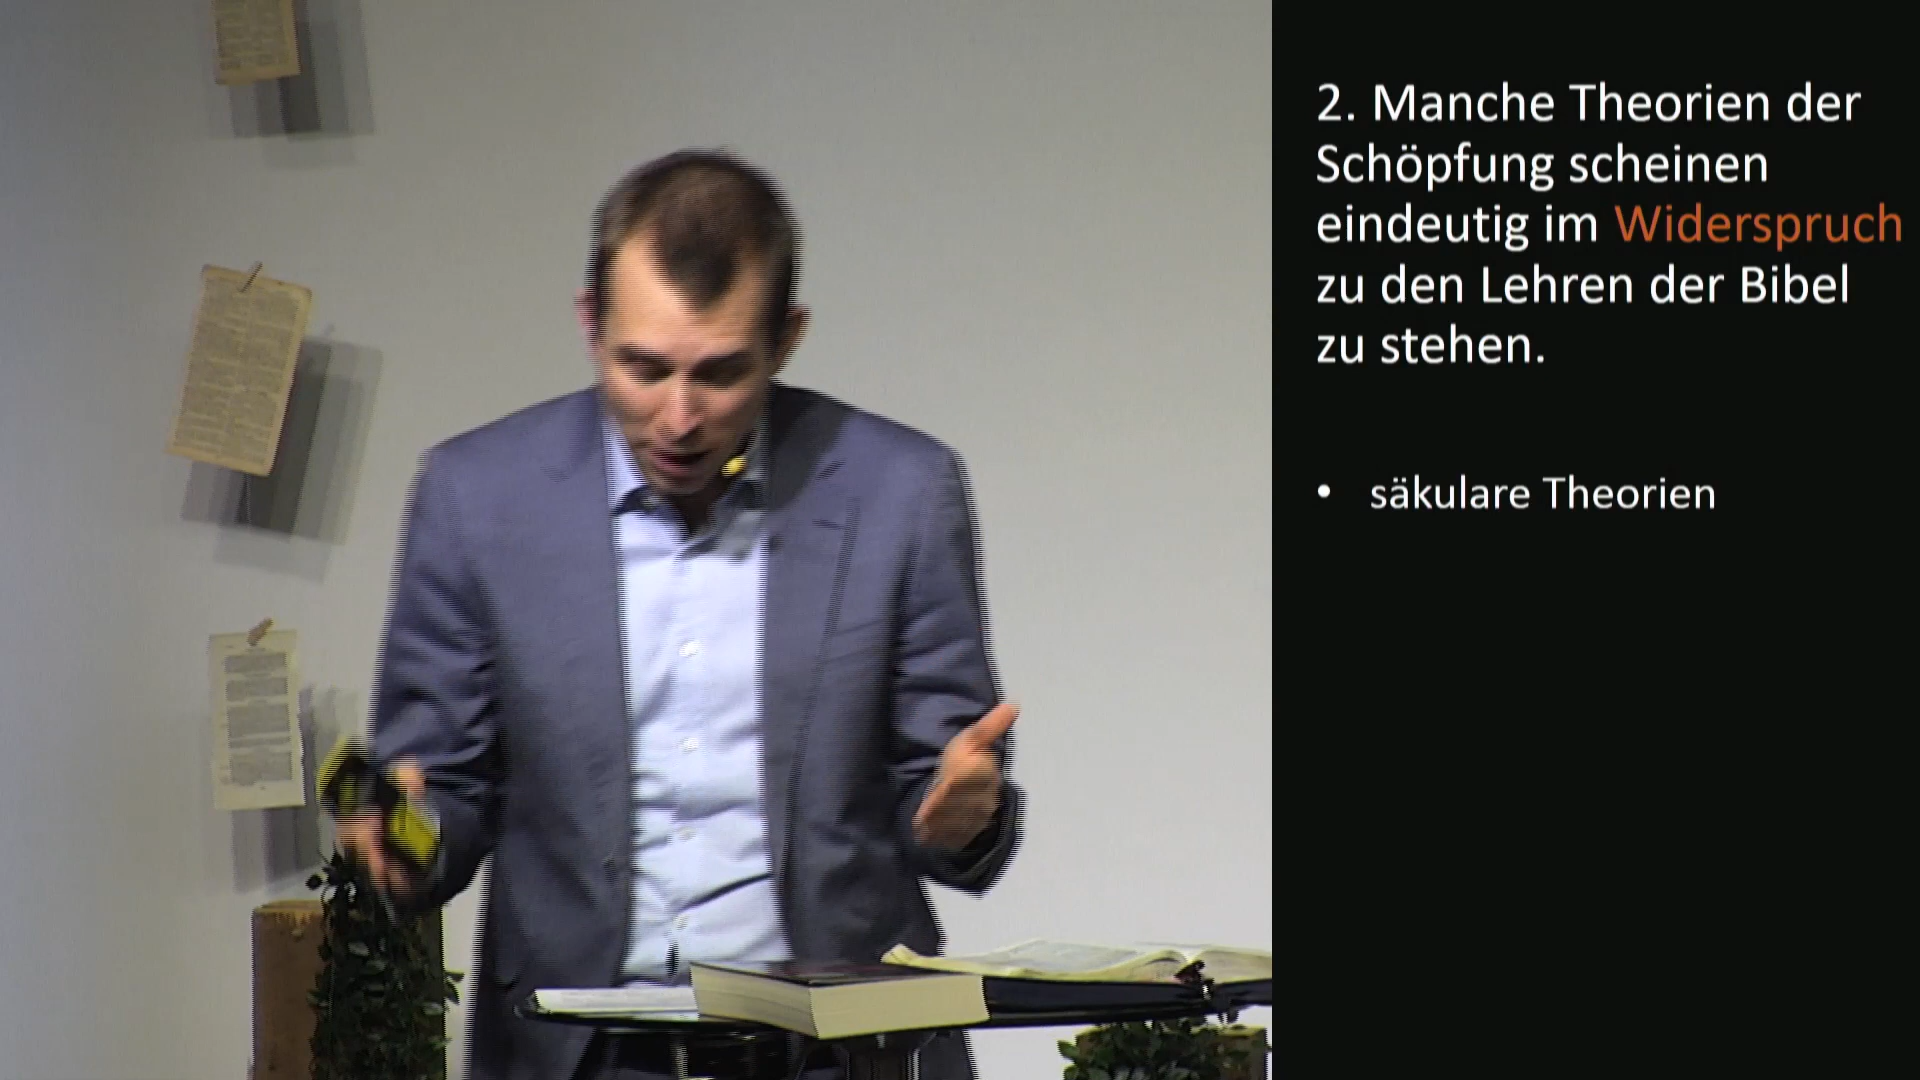 2. Manche Theorien der
Schöpfung scheinen
eindeutig im Widerspruch
zu den Lehren der Bibel
zu stehen.
• säkulare Theorien